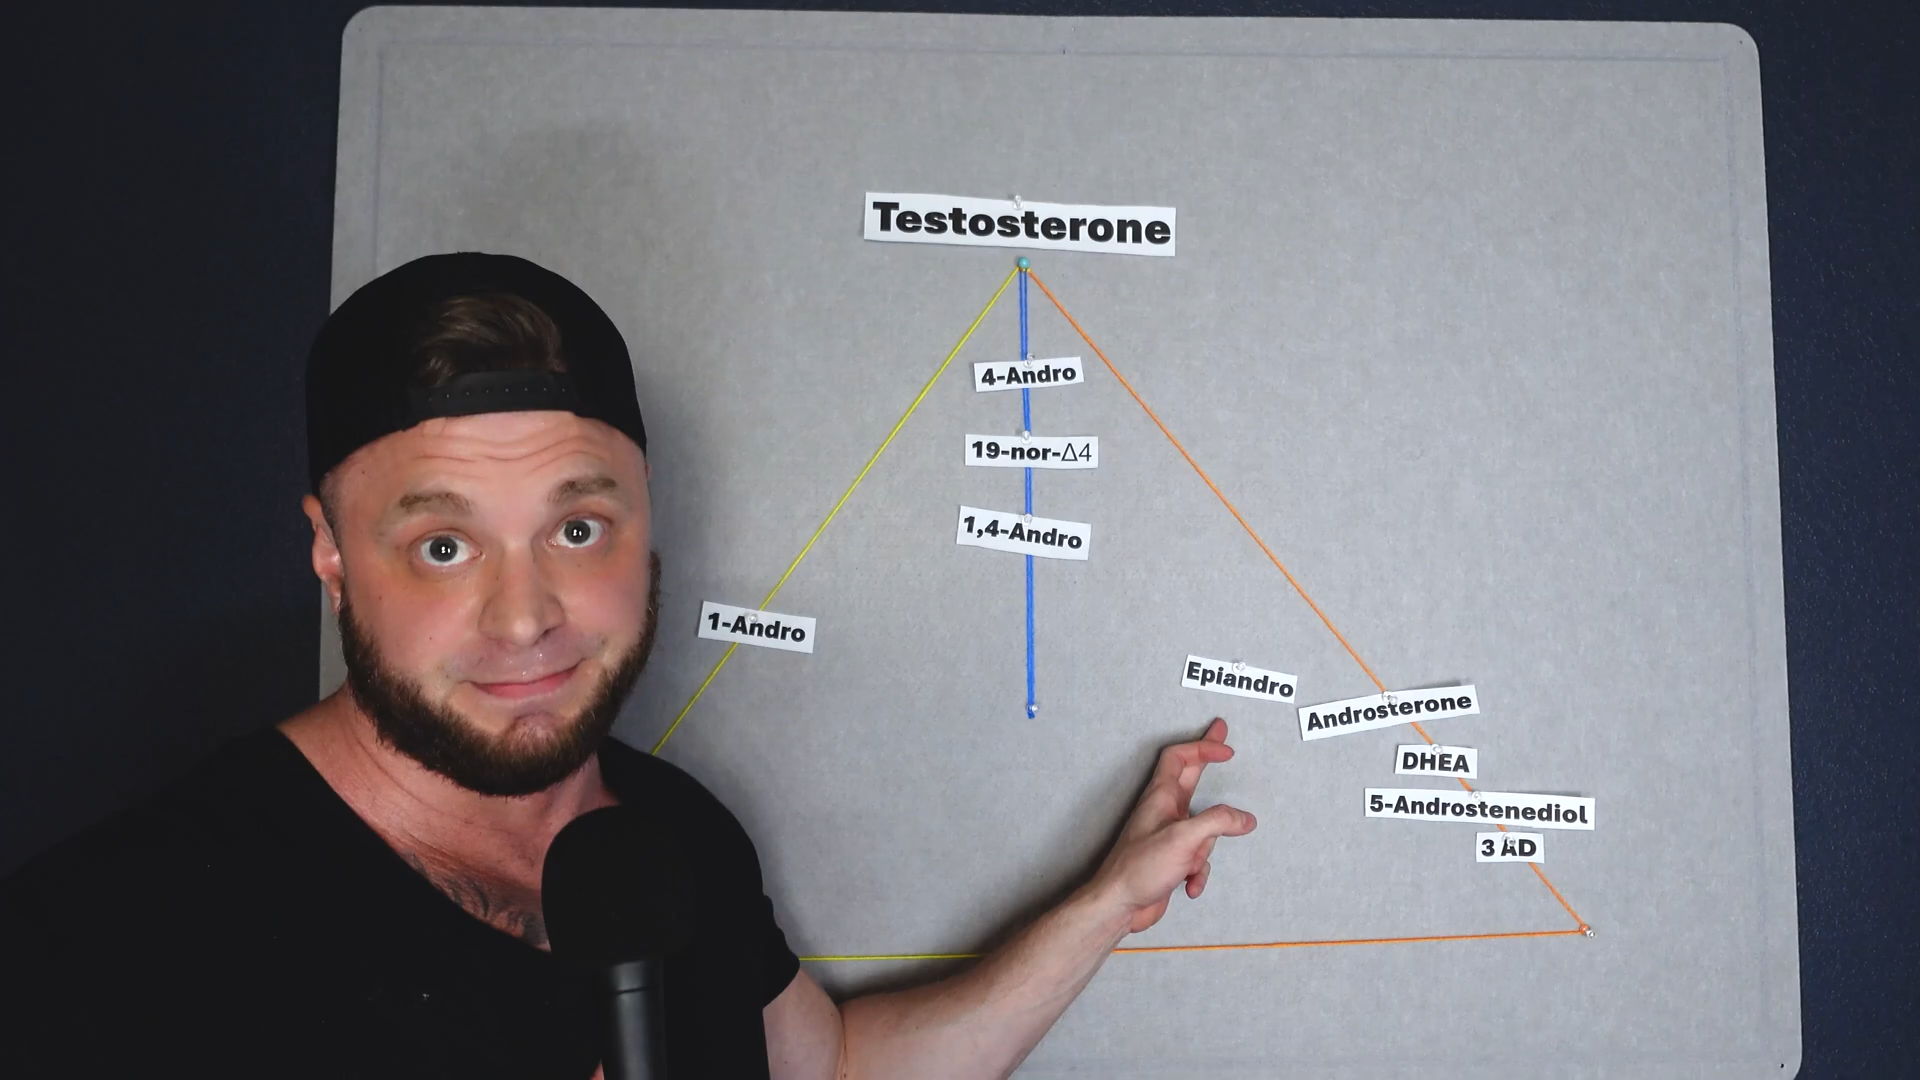 Testosterone
4-Andro
19-nor-Δ4
1,4-Andro
1-Andro
Epiandro
Androsterone
DHEA
5-Androstenediol
3 AD